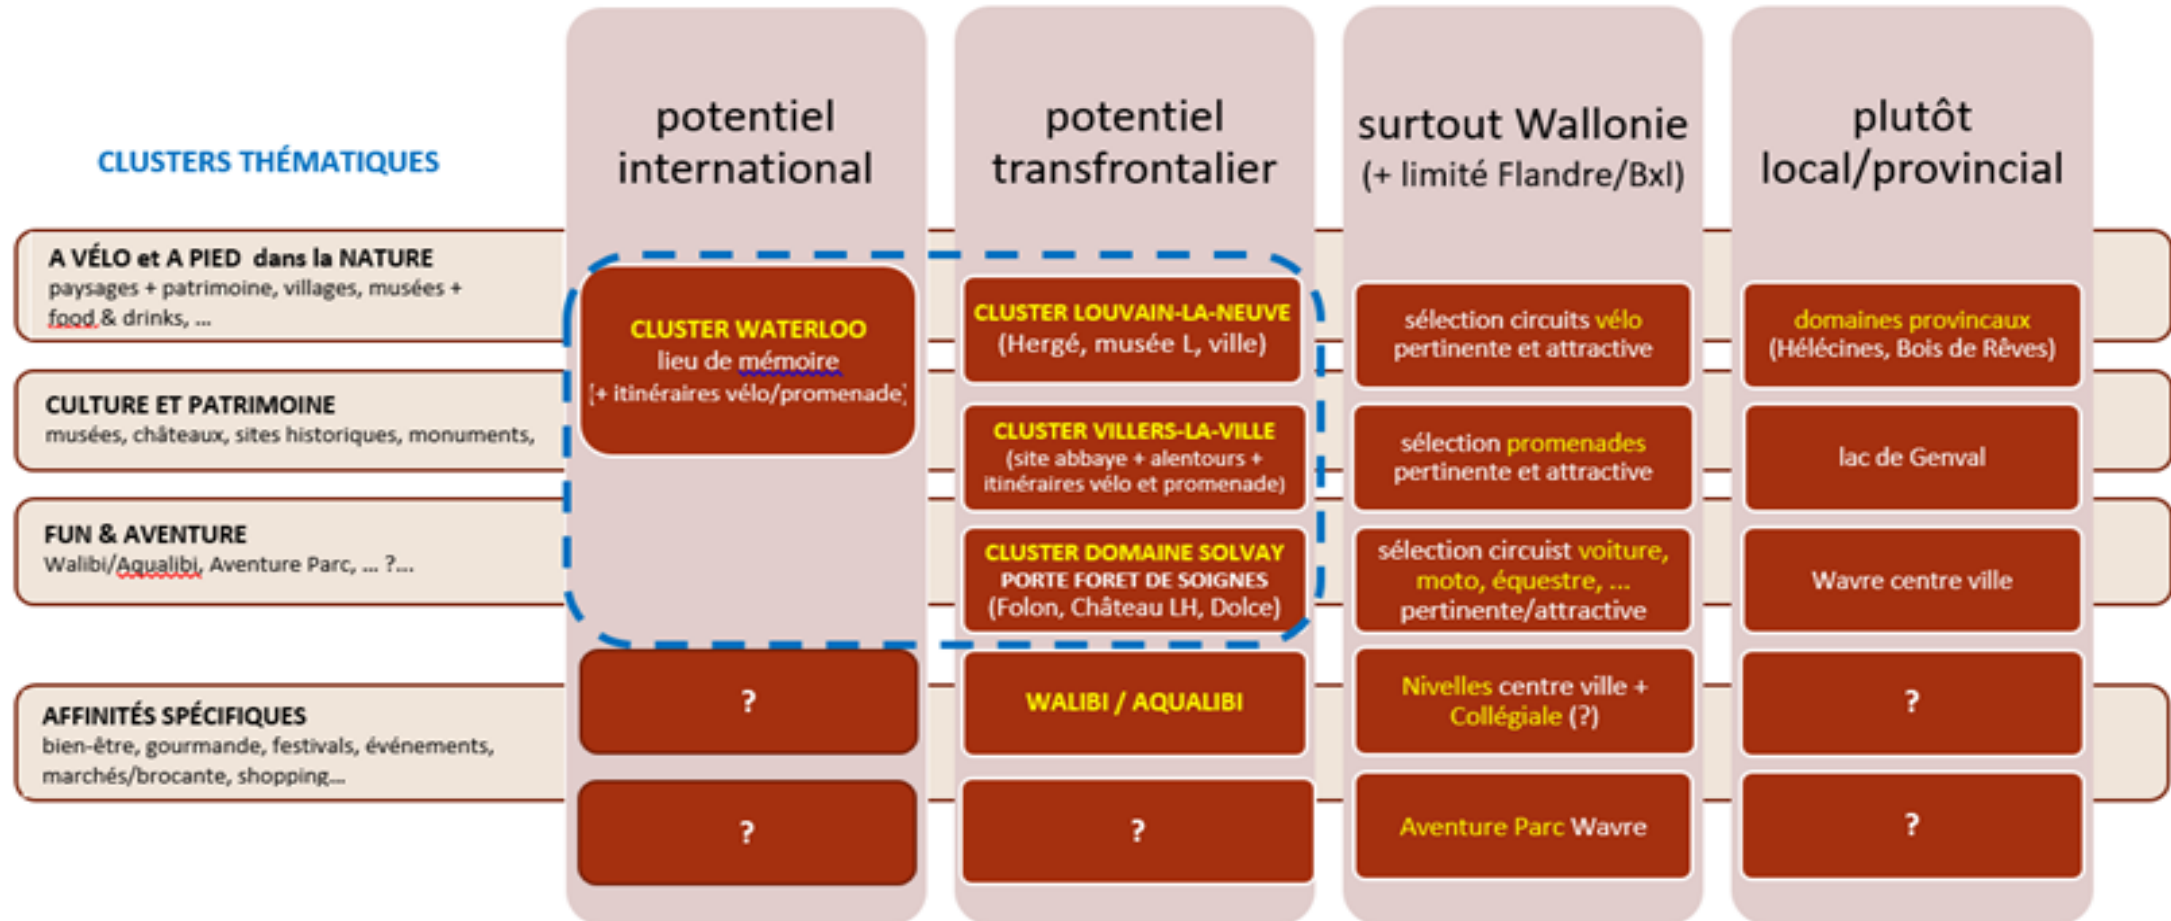 CLUSTERS THÉMATIQUES
potentiel
international
potentiel
transfrontalier
surtout Wallonie
(+ limité Flandre/Bxl)
plutôt
local/provincial
A VÉLO et A PIED dans la NATURE
paysages + patrimoine, villages, musées +
food & drinks, ...
CULTURE ET PATRIMOINE
musées, châteaux, sites historiques, monuments,
FUN & AVENTURE
Walibi/Aqualibi, Aventure Parc, ... ?...
AFFINITÉS SPÉCIFIQUES
bien-être, gourmande, festivals, événements,
marchés/brocante, shopping...
CLUSTER WATERLOO
lieu de mémoire
(+ itinéraires vélo/promenade)
?
?
CLUSTER LOUVAIN-LA-NEUVE
(Hergé, musée L, ville)
CLUSTER VILLERS-LA-VILLE
(site abbaye + alentours +
itinéraires vélo et promenade)
CLUSTER DOMAINE SOLVAY
PORTE FORET DE SOIGNES
(Folon, Château LH, Dolce)
WALIBI / AQUALIBI
?
sélection circuits vélo
pertinente et attractive
sélection promenades
pertinente et attractive
sélection circuist voiture,
moto, équestre, ...
pertinente/attractive
Nivelles centre ville +
Collégiale (?)
Aventure Parc Wavre
domaines provincaux
(Hélécines, Bois de Rêves)
lac de Genval
Wavre centre ville
?
?